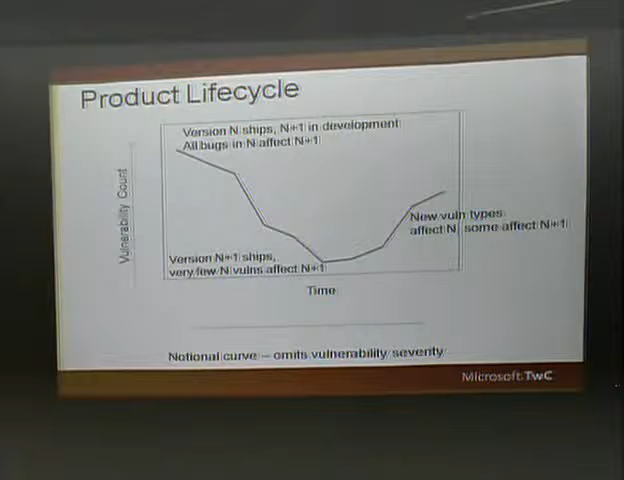 Product Lifecycle
Version N ships, N+1 in development
All bugs in N affect N+1
Vulnerability Count
New vuln types
affect N, some affect N+1
Version N+1 ships,
very few N vulns affect N+1
Time
Notional curve – omits vulnerability severity
Microsoft TwC